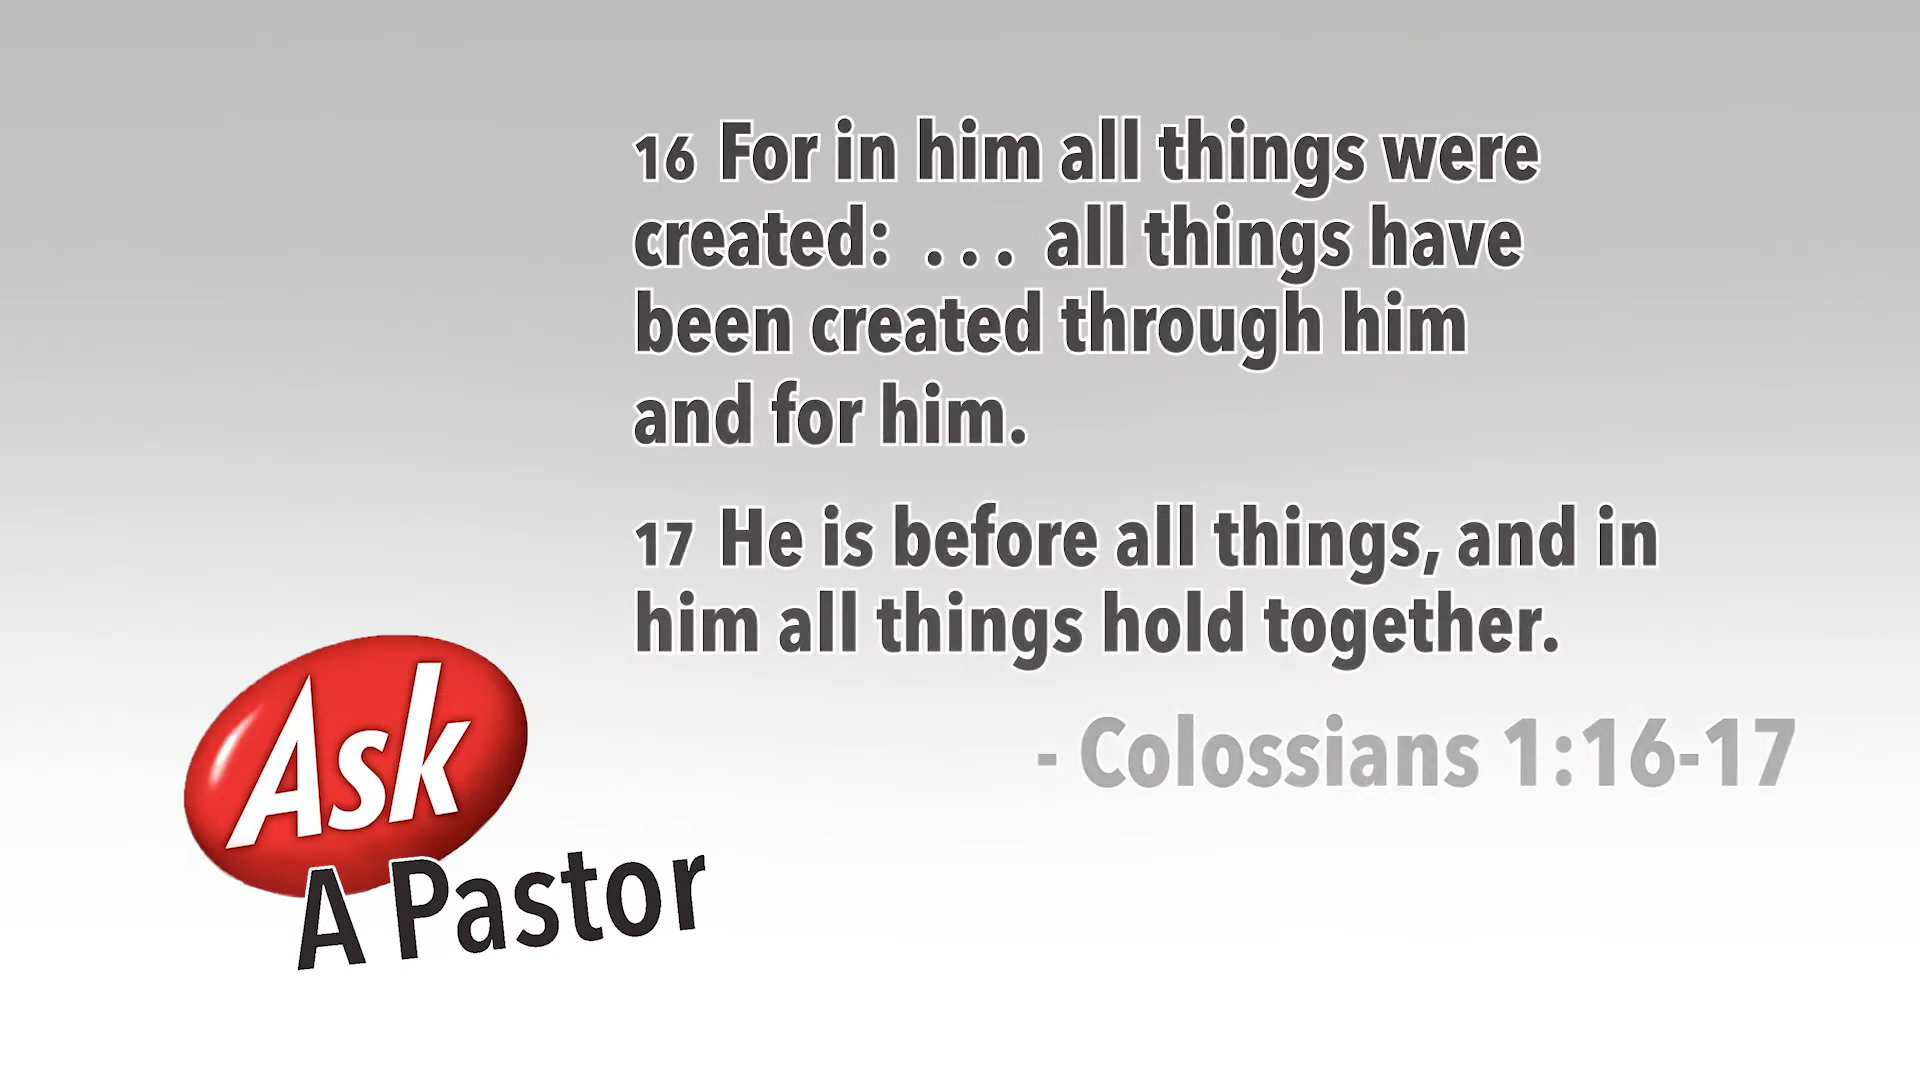 16 For in him all things were
created: ... all things have
been created through him
and for him.
17 He is before all things, and in
him all things hold together.
- Colossians 1:16-17
Ask
A Pastor